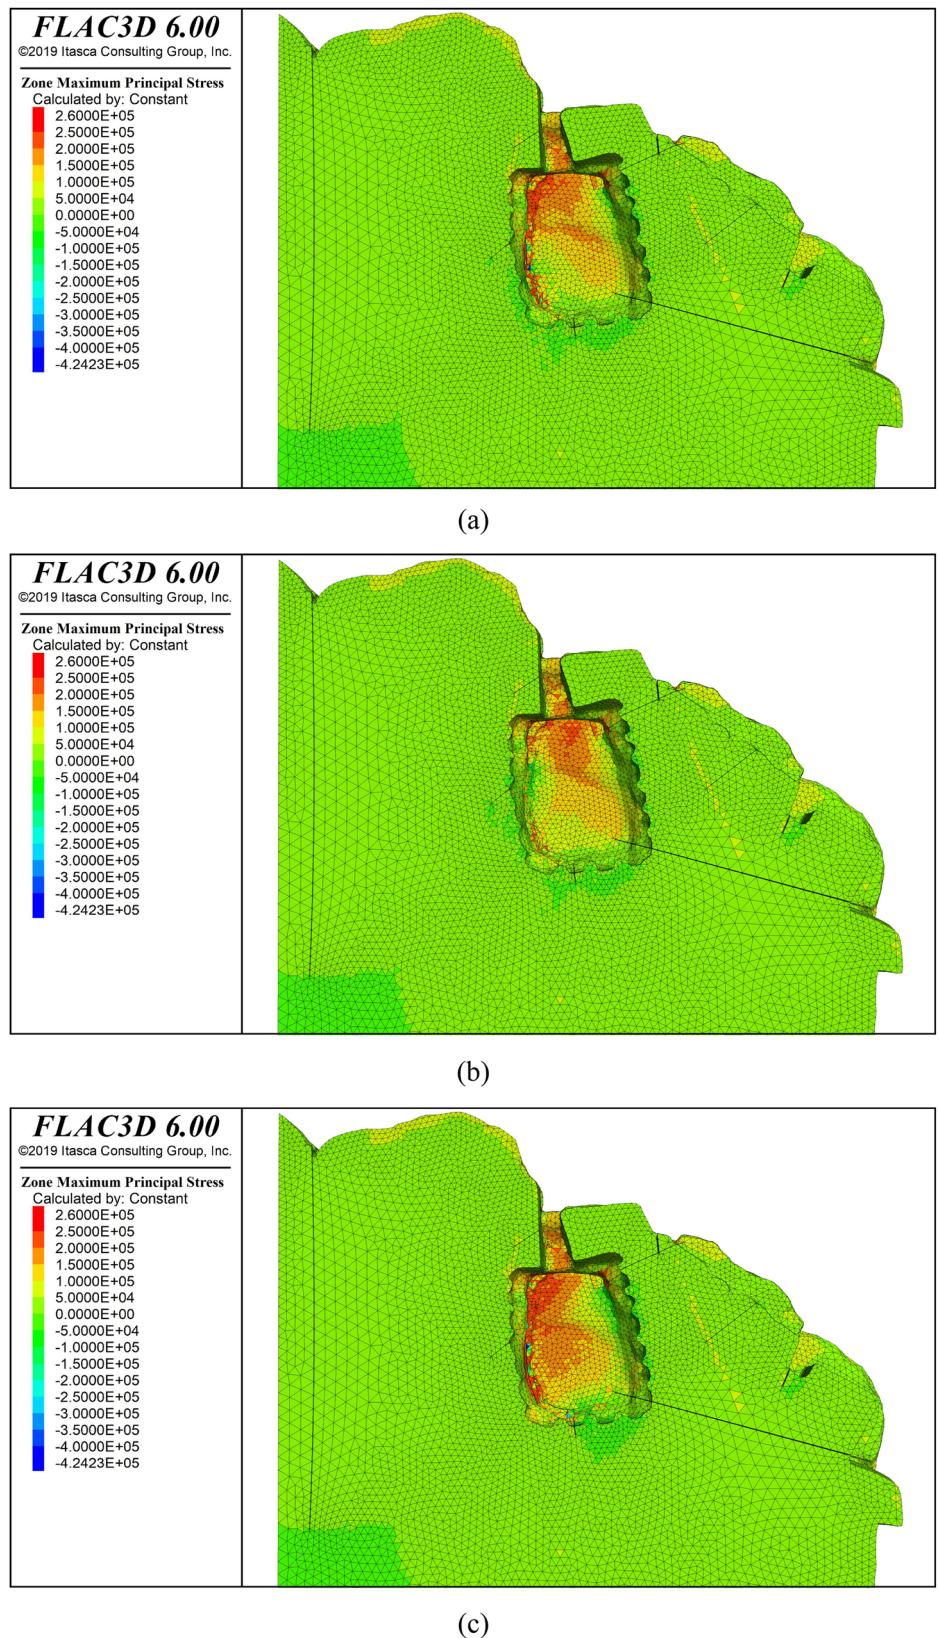 FLAC3D 6.00
©2019 Itasca Consulting Group, Inc.
Zone Maximum Principal Stress
Calculated by: Constant
2.6000E+05
2.5000E+05
2.0000E+05
1.5000E+05
1.0000E+05
5.0000E+04
0.0000E+00
-5.0000E+04
-1.0000E+05
-1.5000E+05
-2.0000E+05
-2.5000E+05
-3.0000E+05
-3.5000E+05
-4.0000E+05
-4.2423E+05
(a)
FLAC3D 6.00
©2019 Itasca Consulting Group, Inc.
Zone Maximum Principal Stress
Calculated by: Constant
2.6000E+05
2.5000E+05
2.0000E+05
1.5000E+05
1.0000E+05
5.0000E+04
0.0000E+00
-5.0000E+04
-1.0000E+05
-1.5000E+05
-2.0000E+05
-2.5000E+05
-3.0000E+05
-3.5000E+05
-4.0000E+05
-4.2423E+05
(b)
FLAC3D 6.00
©2019 Itasca Consulting Group, Inc.
Zone Maximum Principal Stress
Calculated by: Constant
2.6000E+05
2.5000E+05
2.0000E+05
1.5000E+05
1.0000E+05
5.0000E+04
0.0000E+00
-5.0000E+04
-1.0000E+05
-1.5000E+05
-2.0000E+05
-2.5000E+05
-3.0000E+05
-3.5000E+05
-4.0000E+05
-4.2423E+05
(c)